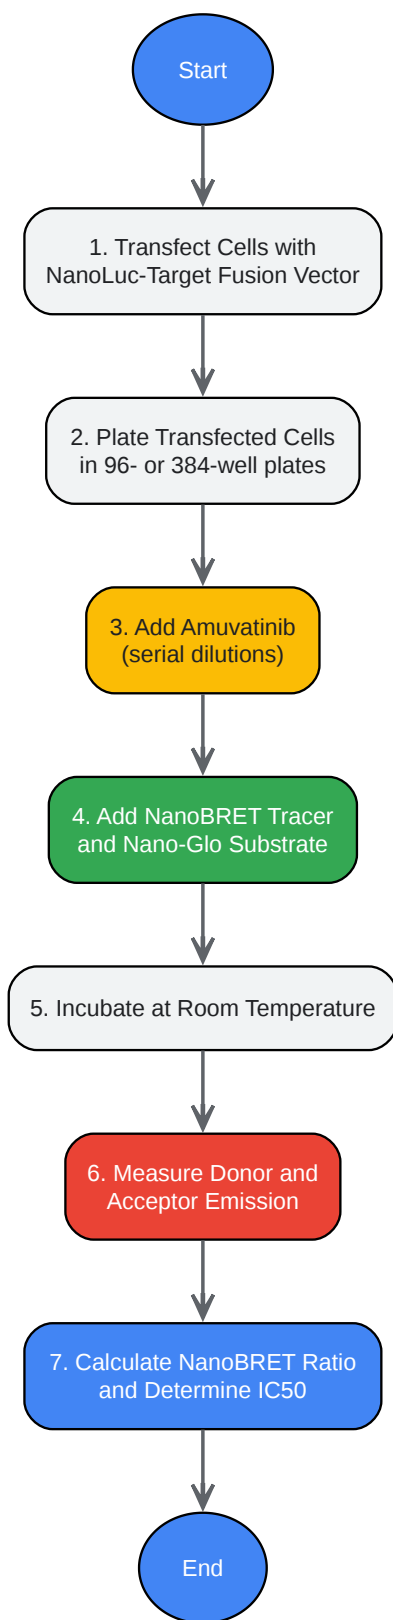 Start
1. Transfect Cells with
NanoLuc-Target Fusion Vector
2. Plate Transfected Cells
in 96- or 384-well plates
3. Add Amuvatinib
(serial dilutions)
4. Add NanoBRET Tracer
and Nano-Glo Substrate
5. Incubate at Room Temperature
6. Measure Donor and
Acceptor Emission
7. Calculate NanoBRET Ratio
and Determine IC50
End